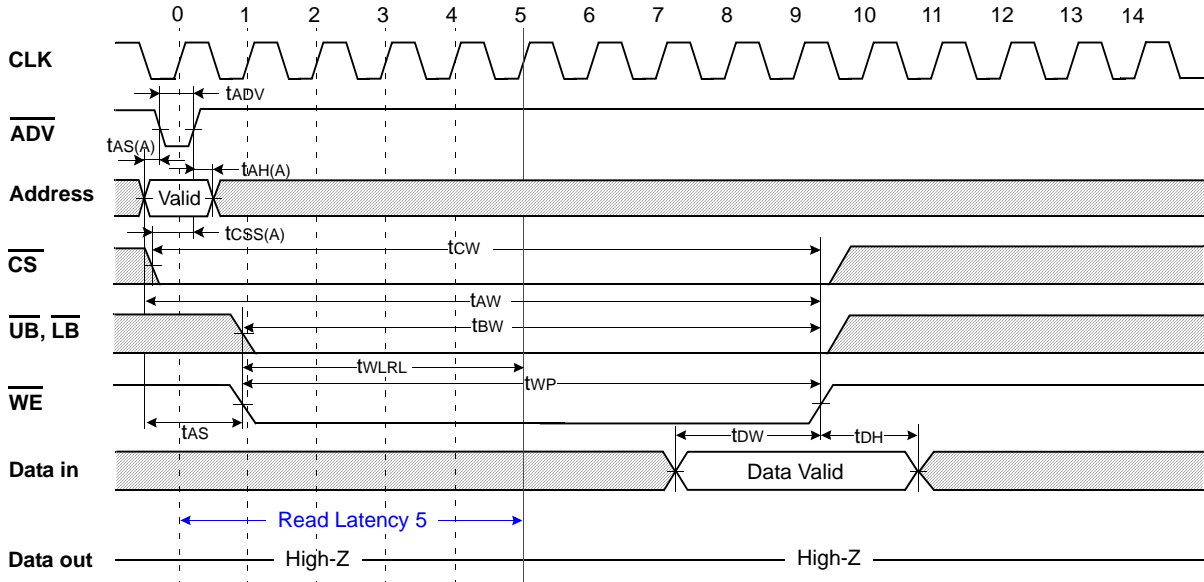 0 1 2 3 4 5 6 7 8 9 10 11 12 13 14
CLK
tADV
ADV
tAS(A)
tAH(A)
Address
Valid
tCSS(A)
CS
tCW
tAW
UB, LB
tBW
tWLRL
tWP
WE
tAS
tDW
tDH
Data in
Data Valid
Read Latency 5
Data out
High-Z
High-Z